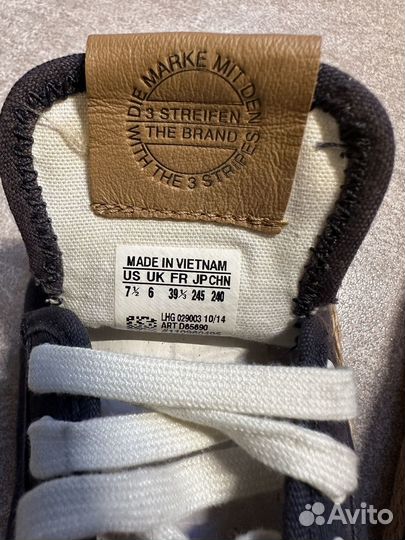 DIE MARKE MIT DEN
3 STREIFEN
THE BRAND
WITH THE 3 STRIPES
MADE IN VIETNAM
US UK FR JP CHN
7½ 6 39⅓ 245 240
LHG 029003 10/14
ART D65690
Avito